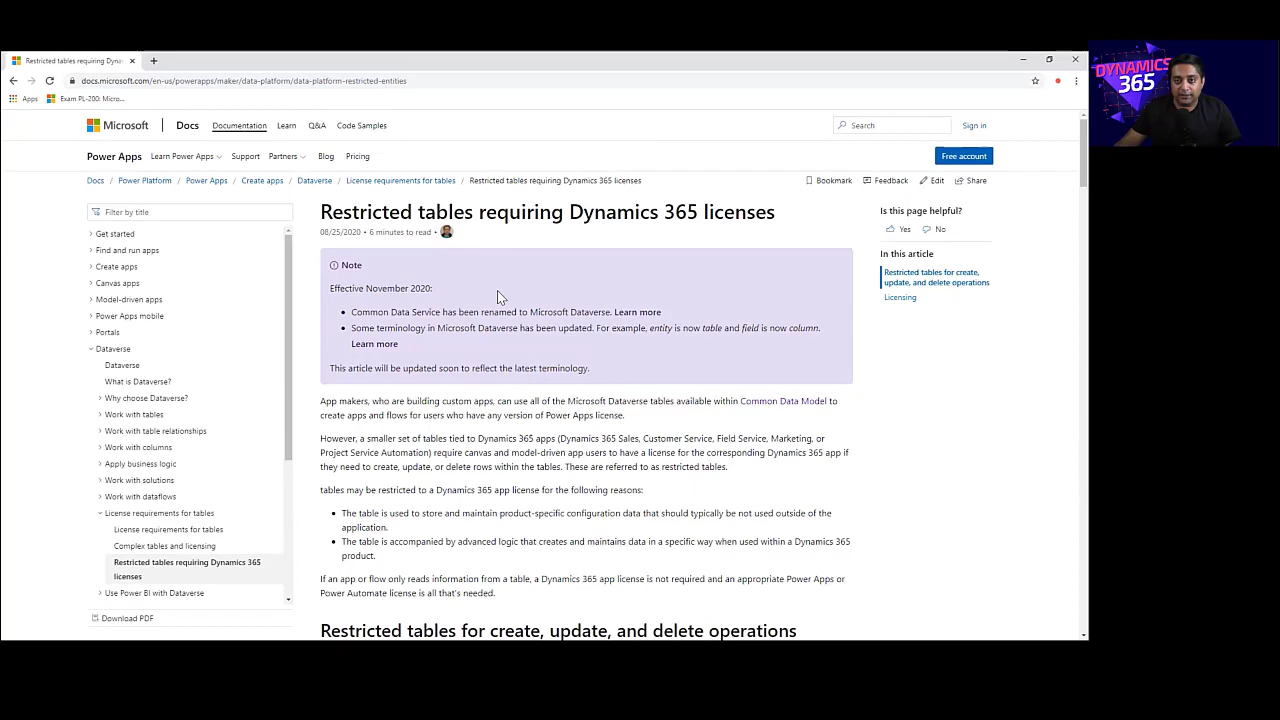 Restricted tables requiring Dyna
docs.microsoft.com/en-us/powerapps/maker/data-platform/data-platform-restricted-entities
Apps
Exam PL-200: Micro...
Microsoft
Docs
Documentation
Learn
Q&A
Code Samples
Search
Sign in
Power Apps
Learn Power Apps
Support
Partners
Blog
Pricing
Free account
Docs / Power Platform / Power Apps / Create apps / Dataverse / License requirements for tables / Restricted tables requiring Dynamics 365 licenses
Bookmark
Feedback
Edit
Share
Filter by title
Get started
Find and run apps
Create apps
Canvas apps
Model-driven apps
Power Apps mobile
Portals
Dataverse
Dataverse
What is Dataverse?
Why choose Dataverse?
Work with tables
Work with table relationships
Work with columns
Apply business logic
Work with solutions
Work with dataflows
License requirements for tables
License requirements for tables
Complex tables and licensing
Restricted tables requiring Dynamics 365
licenses
Use Power BI with Dataverse
Download PDF
Restricted tables requiring Dynamics 365 licenses
08/25/2020 • 6 minutes to read •
Note
Effective November 2020:
• Common Data Service has been renamed to Microsoft Dataverse. Learn more
• Some terminology in Microsoft Dataverse has been updated. For example, entity is now table and field is now column.
Learn more
This article will be updated soon to reflect the latest terminology.
App makers, who are building custom apps, can use all of the Microsoft Dataverse tables available within Common Data Model to
create apps and flows for users who have any version of Power Apps license.
However, a smaller set of tables tied to Dynamics 365 apps (Dynamics 365 Sales, Customer Service, Field Service, Marketing, or
Project Service Automation) require canvas and model-driven app users to have a license for the corresponding Dynamics 365 app if
they need to create, update, or delete rows within the tables. These are referred to as restricted tables.
tables may be restricted to a Dynamics 365 app license for the following reasons:
• The table is used to store and maintain product-specific configuration data that should typically be not used outside of the
application.
• The table is accompanied by advanced logic that creates and maintains data in a specific way when used within a Dynamics 365
product.
If an app or flow only reads information from a table, a Dynamics 365 app license is not required and an appropriate Power Apps or
Power Automate license is all that's needed.
Restricted tables for create, update, and delete operations
Is this page helpful?
Yes
No
In this article
Restricted tables for create,
update, and delete operations
Licensing
DYNAMICS
365